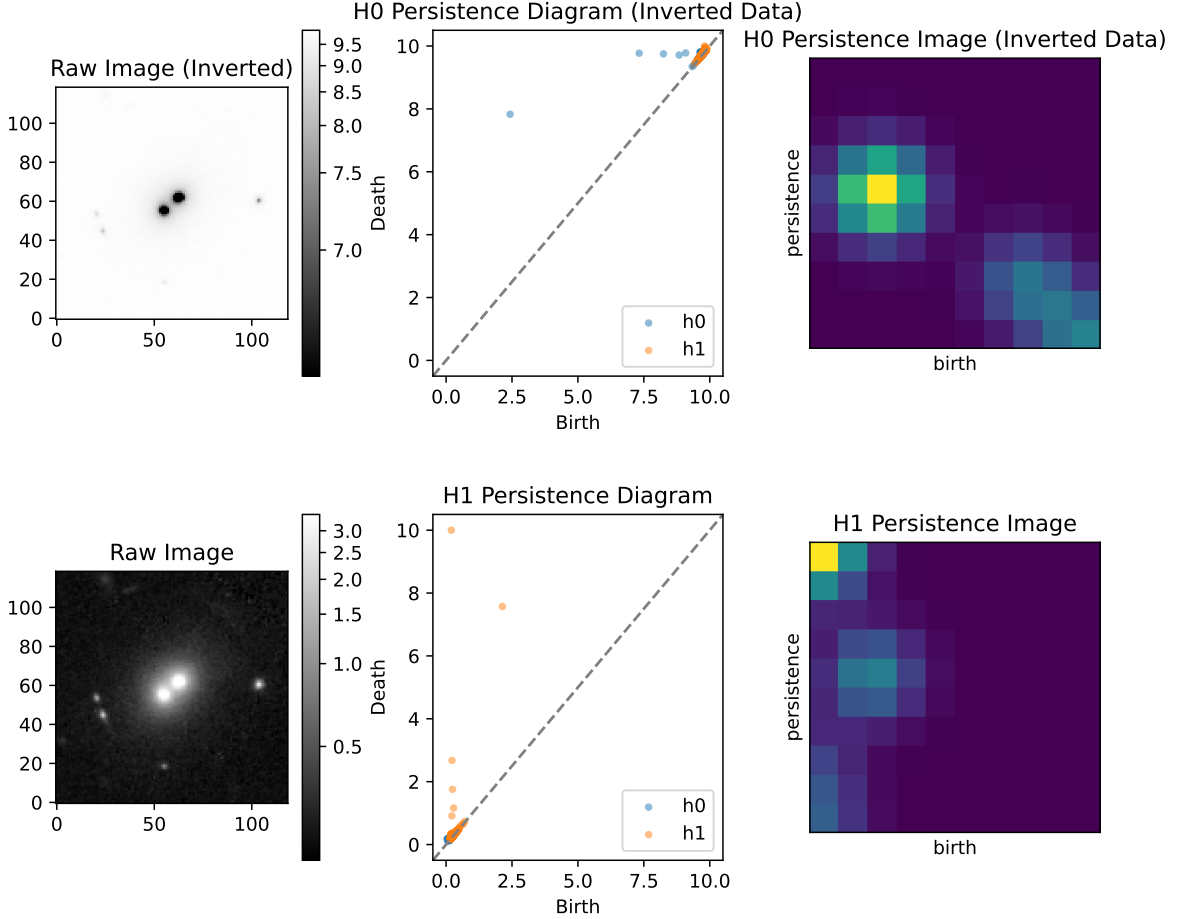 H0 Persistence Diagram (Inverted Data)
Raw Image (Inverted)
H0 Persistence Image (Inverted Data)
100
80
60
40
20
0
0 50 100
9.5
9.0
8.5
8.0
7.5
7.0
Death
10
8
6
4
2
0
h0
h1
0.0 2.5 5.0 7.5 10.0
Birth
persistence
birth
Raw Image
H1 Persistence Diagram
H1 Persistence Image
100
80
60
40
20
0
0 50 100
3.0
2.5
2.0
1.5
1.0
0.5
Death
10
8
6
4
2
0
h0
h1
0.0 2.5 5.0 7.5 10.0
Birth
persistence
birth